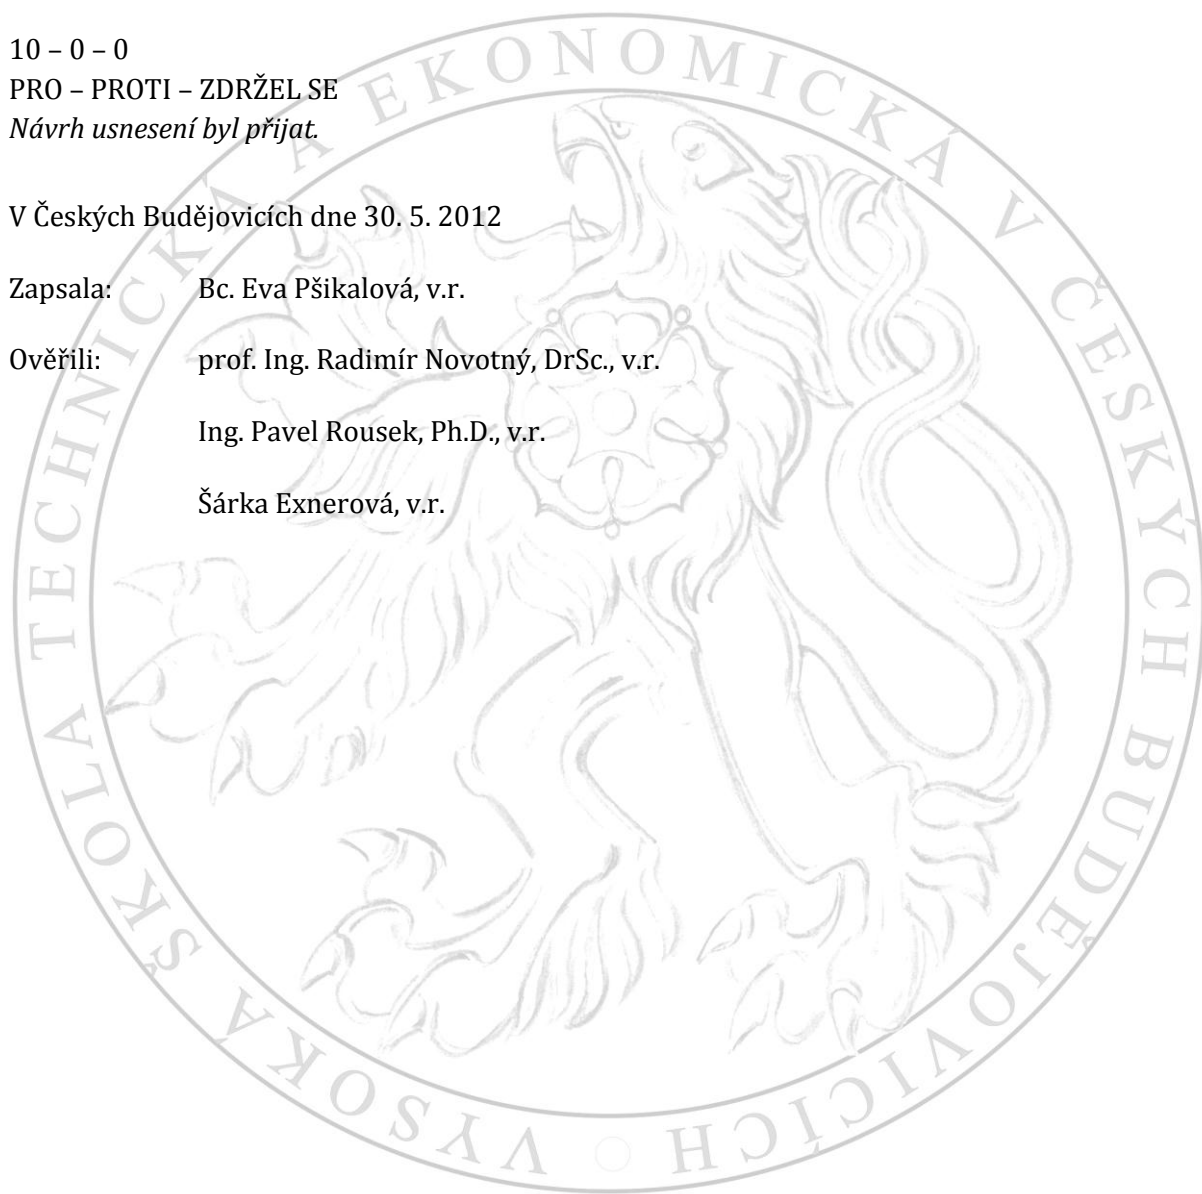 10 – 0 – 0
PRO – PROTI – ZDRŽEL SE
Návrh usnesení byl přijat.
V Českých Budějovicích dne 30. 5. 2012
Zapsala: Bc. Eva Pšikalová, v.r.
Ověřili: prof. Ing. Radimír Novotný, DrSc., v.r.
Ing. Pavel Rousek, Ph.D., v.r.
Šárka Exnerová, v.r.
VYSOKÁ ŠKOLA TECHNICKÁ A EKONOMICKÁ V ČESKÝCH BUDĚJOVICÍCH